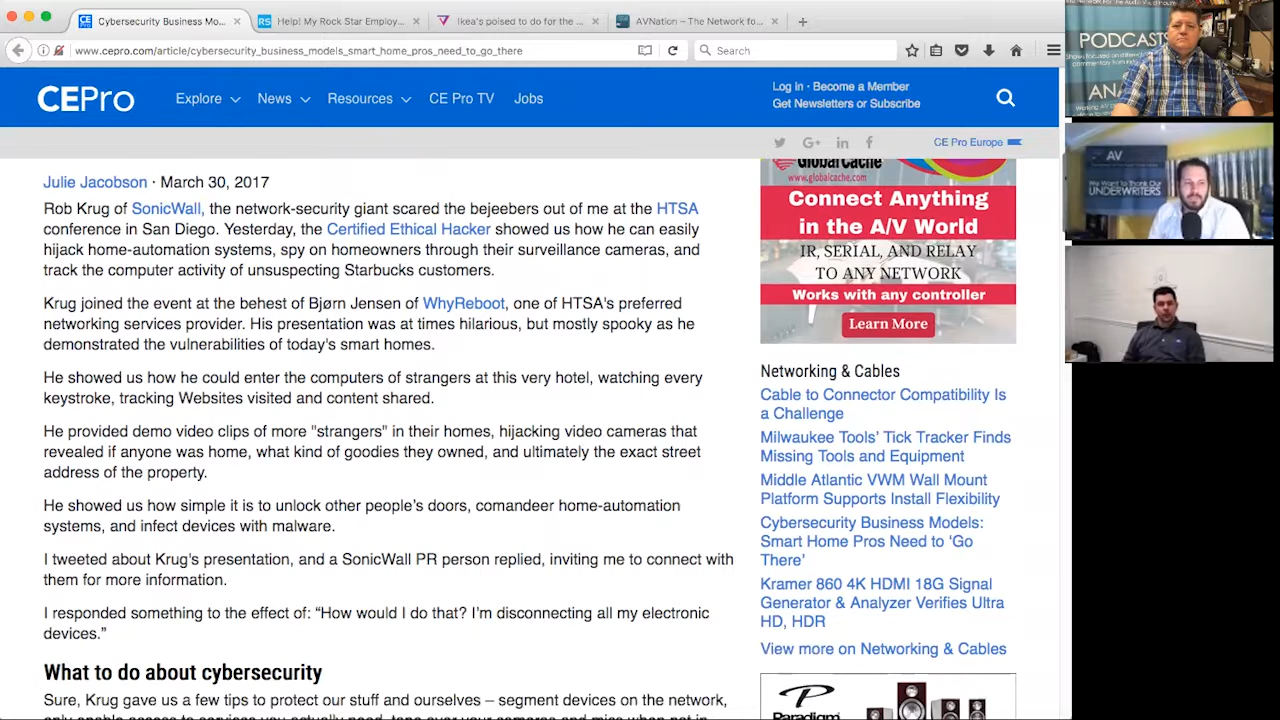 Cybersecurity Business Mo...
Help! My Rock Star Employ...
Ikea's poised to do for the ...
AVNation – The Network fo...
www.cepro.com/article/cybersecurity_business_models_smart_home_pros_need_to_go_there
Search
CEPro
Explore
News
Resources
CE Pro TV
Jobs
Log in · Become a Member
Get Newsletters or Subscribe
CE Pro Europe
Julie Jacobson · March 30, 2017
Rob Krug of SonicWall, the network-security giant scared the bejeebers out of me at the HTSA
conference in San Diego. Yesterday, the Certified Ethical Hacker showed us how he can easily
hijack home-automation systems, spy on homeowners through their surveillance cameras, and
track the computer activity of unsuspecting Starbucks customers.
Krug joined the event at the behest of Bjørn Jensen of WhyReboot, one of HTSA's preferred
networking services provider. His presentation was at times hilarious, but mostly spooky as he
demonstrated the vulnerabilities of today's smart homes.
He showed us how he could enter the computers of strangers at this very hotel, watching every
keystroke, tracking Websites visited and content shared.
He provided demo video clips of more "strangers" in their homes, hijacking video cameras that
revealed if anyone was home, what kind of goodies they owned, and ultimately the exact street
address of the property.
He showed us how simple it is to unlock other people's doors, comandeer home-automation
systems, and infect devices with malware.
I tweeted about Krug's presentation, and a SonicWall PR person replied, inviting me to connect with
them for more information.
I responded something to the effect of: “How would I do that? I'm disconnecting all my electronic
devices.”
What to do about cybersecurity
Sure, Krug gave us a few tips to protect our stuff and ourselves – segment devices on the network,
GlobalCaché
www.globalcache.com
Connect Anything
in the A/V World
IR, SERIAL, AND RELAY
TO ANY NETWORK
Works with any controller
Learn More
Networking & Cables
Cable to Connector Compatibility Is
a Challenge
Milwaukee Tools’ Tick Tracker Finds
Missing Tools and Equipment
Middle Atlantic VWM Wall Mount
Platform Supports Install Flexibility
Cybersecurity Business Models:
Smart Home Pros Need to ‘Go
There’
Kramer 860 4K HDMI 18G Signal
Generator & Analyzer Verifies Ultra
HD, HDR
View more on Networking & Cables
Paradigm
PODCASTS
AV
We Want To Thank Our
UNDERWRITERS